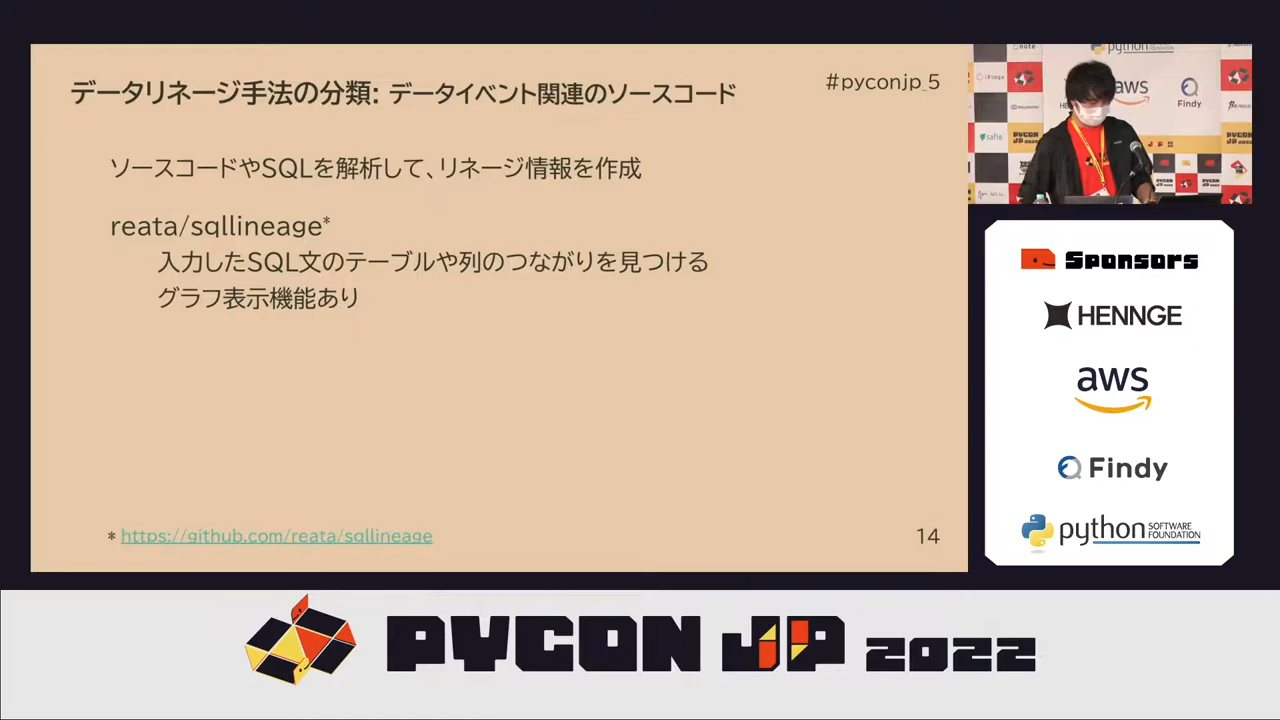 データリネージ手法の分類: データイベント関連のソースコード
#pyconjp_5
ソースコードやSQLを解析して、リネージ情報を作成
reata/sqllineage*
入力したSQL文のテーブルや列のつながりを見つける
グラフ表示機能あり
* https://github.com/reata/sqllineage
14
python
aws
Findy
safie
Sponsors
HENNGE
aws
Findy
python SOFTWARE FOUNDATION
PYCON JP 2022